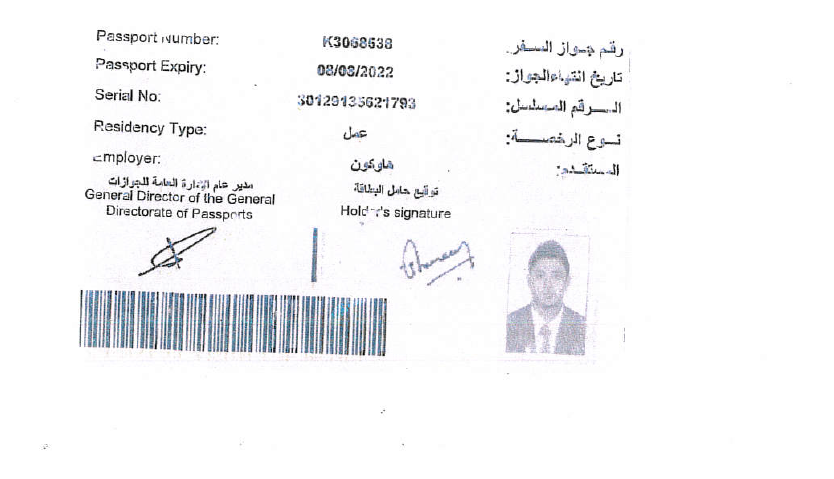 Passport Number: K3068638 رقم جواز السفر:
Passport Expiry: 08/08/2022 تاريخ انتهاء الجواز:
Serial No: 30129135621793 الرقم المسلسل:
Residency Type: عمل نوع الرخصة:
Employer: هاوكون المستقدم:
مدير عام الإدارة العامة للجوازات توقيع حامل البطاقة
General Director of the General Holder's signature
Directorate of Passports